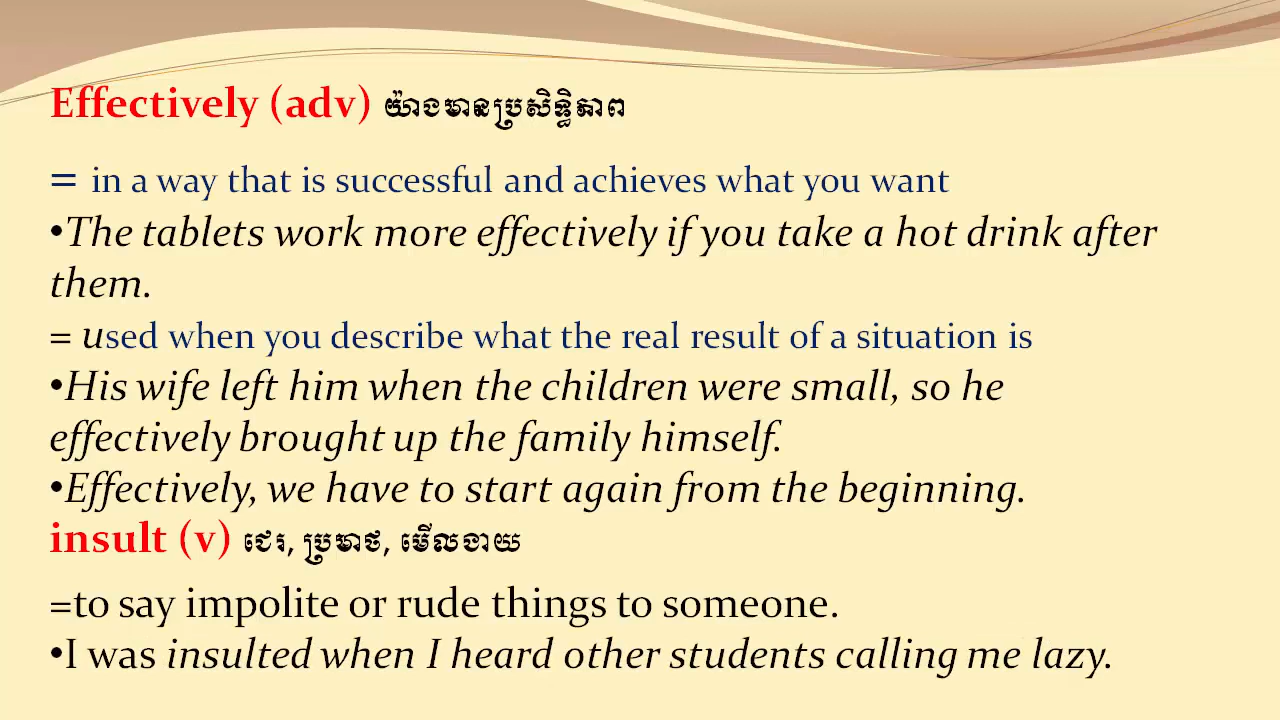 Effectively (adv) យ៉ាងមានប្រសិទ្ធិភាព
= in a way that is successful and achieves what you want
•The tablets work more effectively if you take a hot drink after
them.
= used when you describe what the real result of a situation is
•His wife left him when the children were small, so he
effectively brought up the family himself.
•Effectively, we have to start again from the beginning.
insult (v) ជេរ, ប្រមាថ, មើលងាយ
=to say impolite or rude things to someone.
•I was insulted when I heard other students calling me lazy.